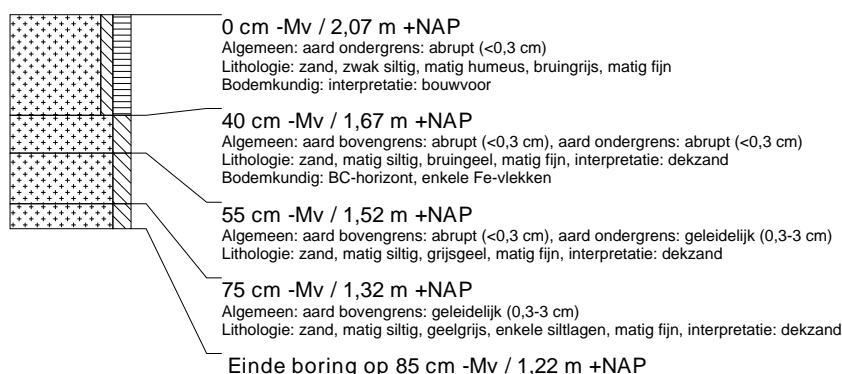 0 cm -Mv / 2,07 m +NAP
Algemeen: aard ondergrens: abrupt (<0,3 cm)
Lithologie: zand, zwak siltig, matig humeus, bruingrijs, matig fijn
Bodemkundig: interpretatie: bouwvoor
40 cm -Mv / 1,67 m +NAP
Algemeen: aard bovengrens: abrupt (<0,3 cm), aard ondergrens: abrupt (<0,3 cm)
Lithologie: zand, matig siltig, bruingeel, matig fijn, interpretatie: dekzand
Bodemkundig: BC-horizont, enkele Fe-vlekken
55 cm -Mv / 1,52 m +NAP
Algemeen: aard bovengrens: abrupt (<0,3 cm), aard ondergrens: geleidelijk (0,3-3 cm)
Lithologie: zand, matig siltig, grijsgeel, matig fijn, interpretatie: dekzand
75 cm -Mv / 1,32 m +NAP
Algemeen: aard bovengrens: geleidelijk (0,3-3 cm)
Lithologie: zand, matig siltig, geelgrijs, enkele siltlagen, matig fijn, interpretatie: dekzand
Einde boring op 85 cm -Mv / 1,22 m +NAP